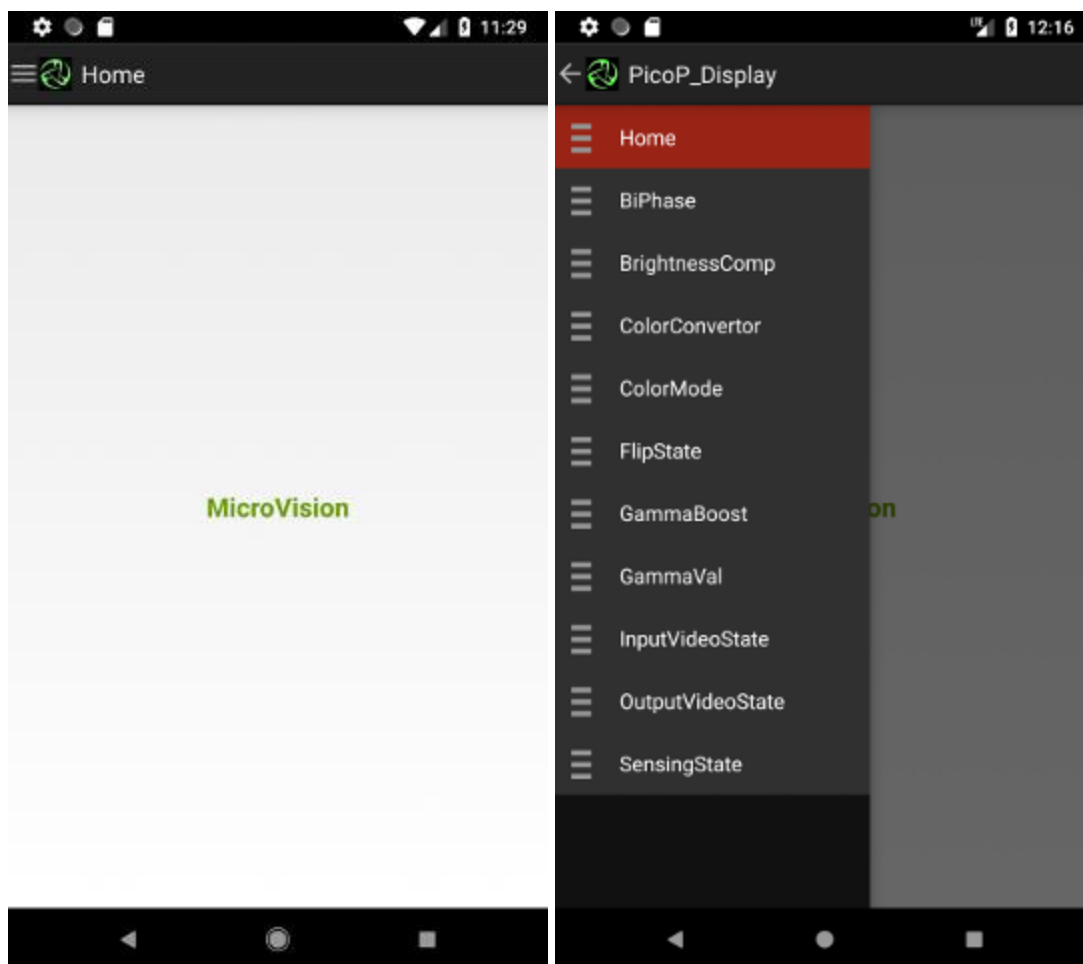 11:29
Home
MicroVision
LTE 12:16
PicoP_Display
Home
BiPhase
BrightnessComp
ColorConvertor
ColorMode
FlipState
GammaBoost
on
GammaVal
InputVideoState
OutputVideoState
SensingState